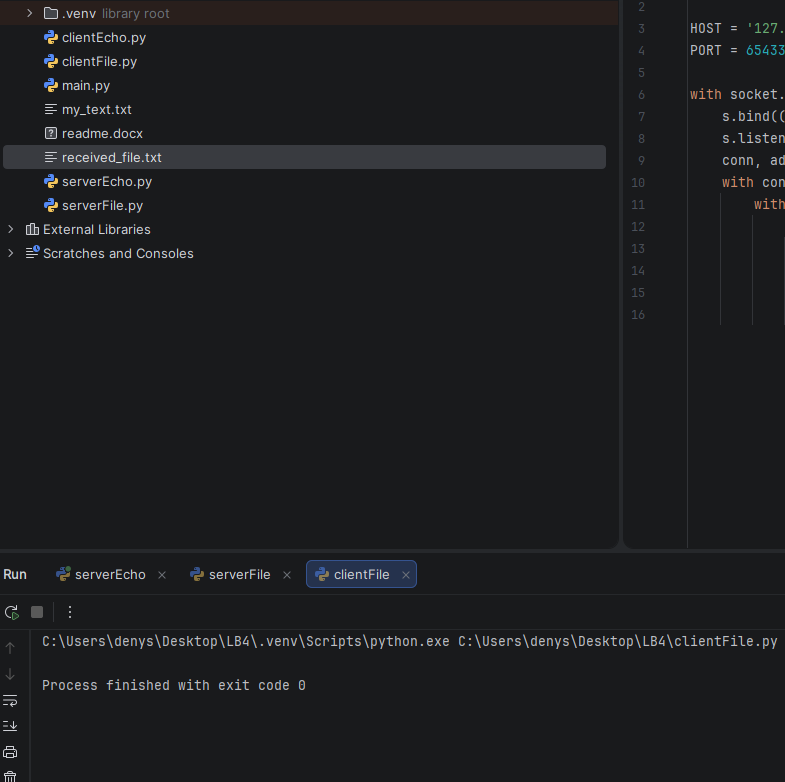 .venv library root
clientEcho.py
clientFile.py
main.py
my_text.txt
readme.docx
received_file.txt
serverEcho.py
serverFile.py
External Libraries
Scratches and Consoles
2
3 HOST = '127.
4 PORT = 65433
5
6 with socket.
7 s.bind((
8 s.listen
9 conn, ad
10 with con
11 with
12
13
14
15
16
Run serverEcho serverFile clientFile
C:\Users\denys\Desktop\LB4\.venv\Scripts\python.exe C:\Users\denys\Desktop\LB4\clientFile.py
Process finished with exit code 0